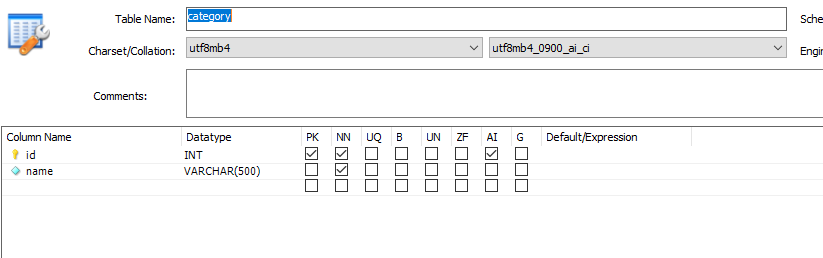 Table Name: category Sche
Charset/Collation: utf8mb4 utf8mb4_0900_ai_ci Engin
Comments:
Column Name Datatype PK NN UQ B UN ZF AI G Default/Expression
id INT
name VARCHAR(500)